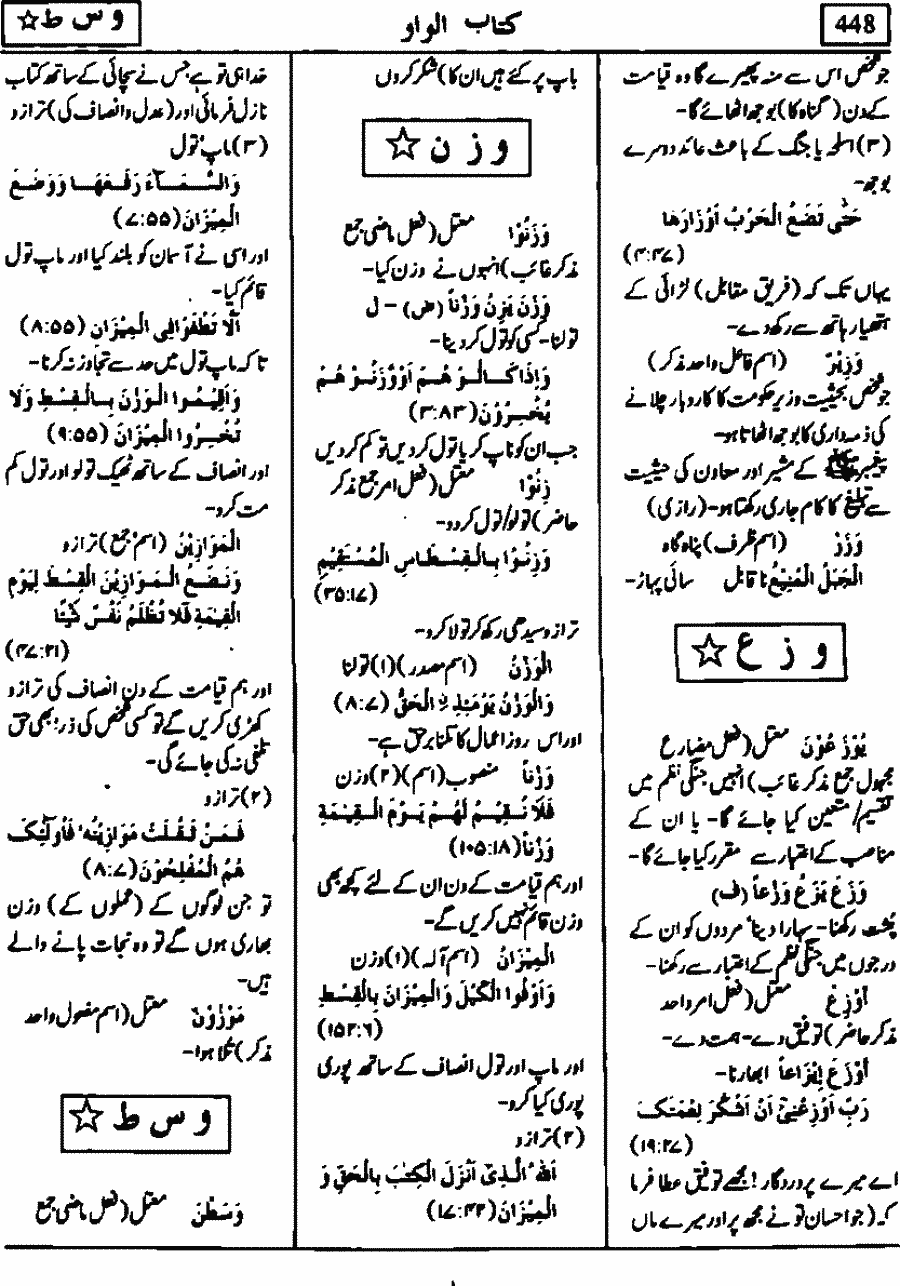 448
کتاب الواو
و س ط ☆
جو شخص اس سے منہ پھیرے گا وہ قیامت
کے دن (گناہ کا) بوجھ اٹھائے گا۔
(۳) اسلحہ یا جنگ کے باعث عائد دوسرے
بوجھ۔
حَتّٰی تَضَعَ الْحَرْبُ اَوْزَارَهَا
(۴:۴۷)
یہاں تک کہ (فریق مقابل) لڑائی کے
ہتھیار ہاتھ سے رکھ دے۔
وَزِيْرٌ (اسم فاعل واحد مذکر)
جو شخص بحیثیت وزیر حکومت کا کاروبار چلانے
کی ذمہ داری کا بوجھ اٹھاتا ہو۔
پیغمبر ﷺ کے مشیر اور معاون کی حیثیت
سے تبلیغ کا کام جاری رکھتا ہو۔ (رازی)
وَزَرَ (اسم ظرف) پناہ گاہ
الْجَبَلُ الْمَنِيْعُ نا قابل سائی پہاڑ۔
و ز ع ☆
يُوْزَعُوْنَ معتل (فعل مضارع
مجہول جمع مذکر غائب) انہیں جنگی نظم میں
تقسیم/ متعین کیا جائے گا۔ یا ان کے
مناصب کے اعتبار سے مقرر کیا جائے گا۔
وَزَعَ يَزَعُ وَزْعاً (ف)
پشت رکھنا۔ سہارا دینا، مردوں کو ان کے
درجوں میں جنگی نظم کے اعتبار سے رکھنا۔
أَوْزِعْ معتل (فعل امر واحد
مذکر حاضر) توفیق دے۔ ہمت دے۔
أَوْزَعَ اِيْزَاعاً ابھارنا۔
رَبِّ اَوْزِعْنِیْٓ اَنْ اَشْکُرَ نِعْمَتَکَ
(۱۹:۲۷)
اے میرے پروردگار! مجھے توفیق عطا فرما
کہ (جو احسان تو نے مجھ پر اور میرے ماں
باپ پر کئے ہیں ان کا) شکر کروں
و ز ن ☆
وَزَنُوْا معتل (فعل ماضی جمع
مذکر غائب) انہوں نے وزن کیا۔
وَزَنَ يَزِنُ وَزْناً (ض) – ل
تولنا۔ کسی کو تول کر دینا۔
وَاِذَا کَالُوْ هُمْ اَوْوَّزَنُوْ هُمْ
يُخْسِرُوْنَ (۳:۸۳)
جب ان کو ناپ کر یا تول کر دیں تو کم کر دیں
زِنُوْا معتل (فعل امر جمع مذکر
حاضر) تولو/ تول کر دو۔
وَزِنُوْا بِالْقِسْطَاسِ الْمُسْتَقِيْمِ
(۳۵:۱۷)
ترازو سیدھی رکھ کر تولا کرو۔
الْوَزْنُ (اسم مصدر) (۱) تولنا
وَالْوَزْنُ يَوْمَئِذِ نِ الْحَقُّ (۸:۷)
اور اس روز اعمال کا تلنا برحق ہے۔
وَزْناً منصوب (اسم) (۲) وزن
فَلَا نُقِيْمُ لَهُمْ يَوْمَ الْقِيٰمَةِ
وَزْناً (۱۰۵:۱۸)
اور ہم قیامت کے دن ان کے لئے کچھ بھی
وزن قائم نہیں کریں گے۔
الْمِيْزَانُ (اسم آلہ) (۱) وزن
وَاَوْفُوا الْکَيْلَ وَالْمِيْزَانَ بِالْقِسْطِ
(۱۵۲:۶)
اور ماپ اور تول انصاف کے ساتھ پوری
پوری کیا کرو۔
(۲) ترازو
اَللّٰهُ الَّذِیْٓ اَنْزَلَ الْکِتٰبَ بِالْحَقِّ وَ
الْمِيْزَانَ (۱۷:۴۲)
خدا ہی تو ہے جس نے سچائی کے ساتھ کتاب
نازل فرمائی اور (عدل و انصاف کی) ترازو
(۳) ماپ تول
وَالسَّمَآءَ رَفَعَهَا وَوَضَعَ
الْمِيْزَانَ (۷:۵۵)
اور اسی نے آسمان کو بلند کیا اور ماپ تول
قائم کیا۔
اَلَّا تَطْغَوْافِی الْمِيْزَانِ (۸:۵۵)
تاکہ ماپ تول میں حد سے تجاوز نہ کرنا۔
وَاَقِيْمُوا الْوَزْنَ بِالْقِسْطِ وَلَا
تُخْسِرُوا الْمِيْزَانَ (۹:۵۵)
اور انصاف کے ساتھ ٹھیک تولو اور تول کم
مت کرو۔
الْمَوَازِيْنُ (اسم جمع) ترازو
وَنَضَعُ الْمَوَازِيْنَ الْقِسْطَ لِيَوْمِ
الْقِيٰمَةِ فَلَا تُظْلَمُ نَفْسٌ شَيْئًا
(۴۷:۲۱)
اور ہم قیامت کے دن انصاف کی ترازو
کھڑی کریں گے تو کسی شخص کی ذرا بھی حق
تلفی نہ کی جائے گی۔
(۲) ترازو
فَمَنْ ثَقُلَتْ مَوَازِيْنُهٗ فَاُولٰٓئِکَ
هُمُ الْمُفْلِحُوْنَ (۸:۷)
تو جن لوگوں کے (عملوں کے) وزن
بھاری ہوں گے تو وہ نجات پانے والے
ہیں۔
مَوْزُوْنٌ معتل (اسم مفعول واحد
مذکر) تُلا ہوا۔
و س ط ☆
وَسَطْنَ معتل (فعل ماضی جمع